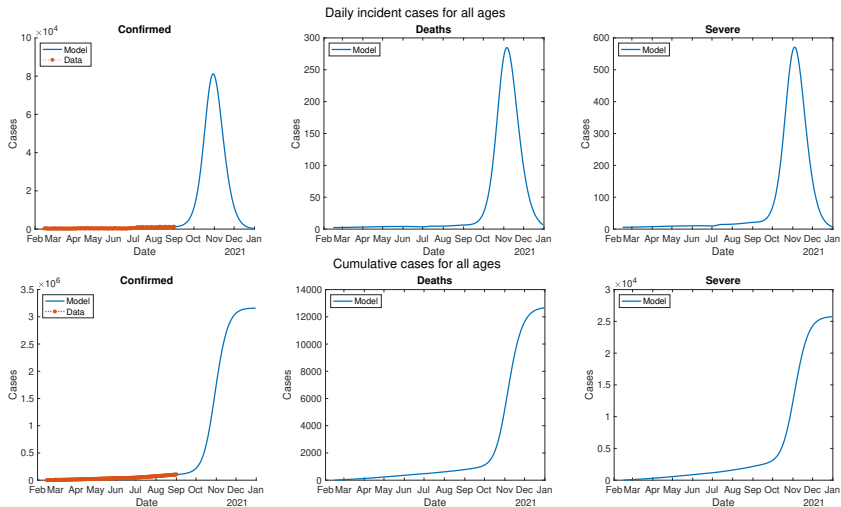 Daily incident cases for all ages
Confirmed
×10^4
10
8
6
4
2
0
Cases
Model
Data
Feb Mar Apr May Jun Jul Aug Sep Oct Nov Dec Jan
Date
2021
Deaths
300
250
200
150
100
50
0
Cases
Model
Feb Mar Apr May Jun Jul Aug Sep Oct Nov Dec Jan
Date
2021
Severe
600
500
400
300
200
100
0
Cases
Model
Feb Mar Apr May Jun Jul Aug Sep Oct Nov Dec Jan
Date
2021
Cumulative cases for all ages
Confirmed
×10^6
3.5
3
2.5
2
1.5
1
0.5
0
Cases
Model
Data
Feb Mar Apr May Jun Jul Aug Sep Oct Nov Dec Jan
Date
2021
Deaths
14000
12000
10000
8000
6000
4000
2000
0
Cases
Model
Feb Mar Apr May Jun Jul Aug Sep Oct Nov Dec Jan
Date
2021
Severe
×10^4
3
2.5
2
1.5
1
0.5
0
Cases
Model
Feb Mar Apr May Jun Jul Aug Sep Oct Nov Dec Jan
Date
2021